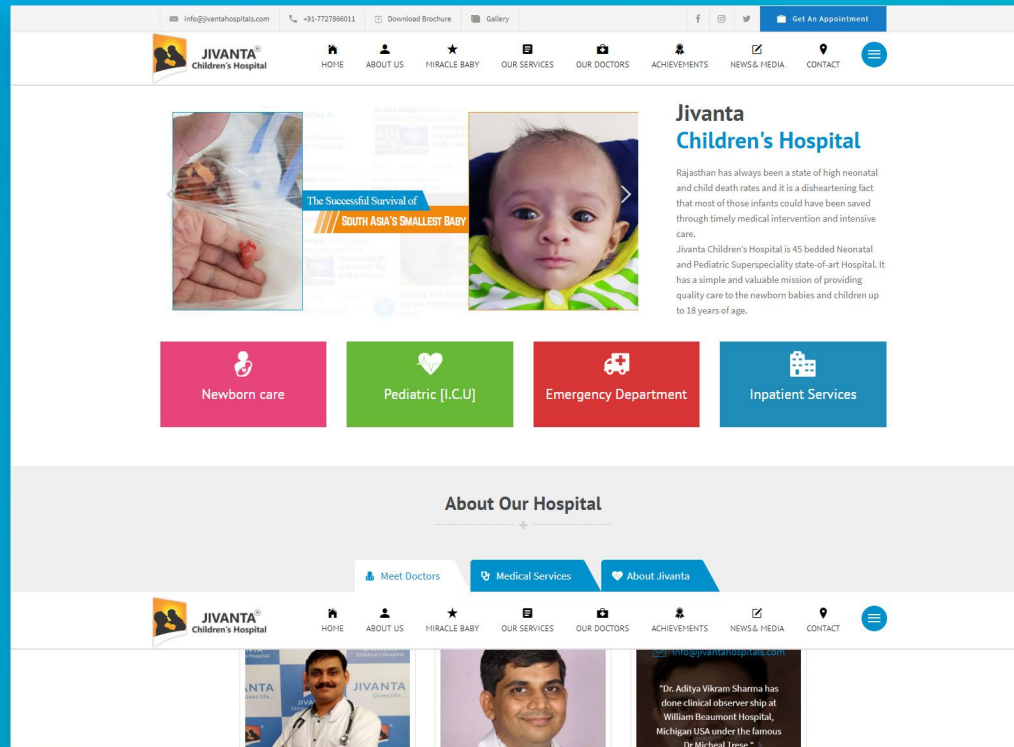 info@jivantahospitals.com
+91-7727866011
Download Brochure
Gallery
Get An Appointment
JIVANTA®
Children's Hospital
HOME
ABOUT US
MIRACLE BABY
OUR SERVICES
OUR DOCTORS
ACHIEVEMENTS
NEWS& MEDIA
CONTACT
The Successful Survival of
SOUTH ASIA'S SMALLEST BABY
Jivanta
Children's Hospital
Rajasthan has always been a state of high neonatal
and child death rates and it is a disheartening fact
that most of those infants could have been saved
through timely medical intervention and intensive
care.
Jivanta Children's Hospital is 45 bedded Neonatal
and Pediatric Superspeciality state-of-art Hospital. It
has a simple and valuable mission of providing
quality care to the newborn babies and children up
to 18 years of age.
Newborn care
Pediatric [I.C.U]
Emergency Department
Inpatient Services
About Our Hospital
Meet Doctors
Medical Services
About Jivanta
JIVANTA®
Children's Hospital
HOME
ABOUT US
MIRACLE BABY
OUR SERVICES
OUR DOCTORS
ACHIEVEMENTS
NEWS& MEDIA
CONTACT
JIVANTA
Gives life...
info@jivantahospitals.com
"Dr. Aditya Vikram Sharma has
done clinical observer ship at
William Beaumont Hospital,
Michigan USA under the famous
Dr Micheal Trese."